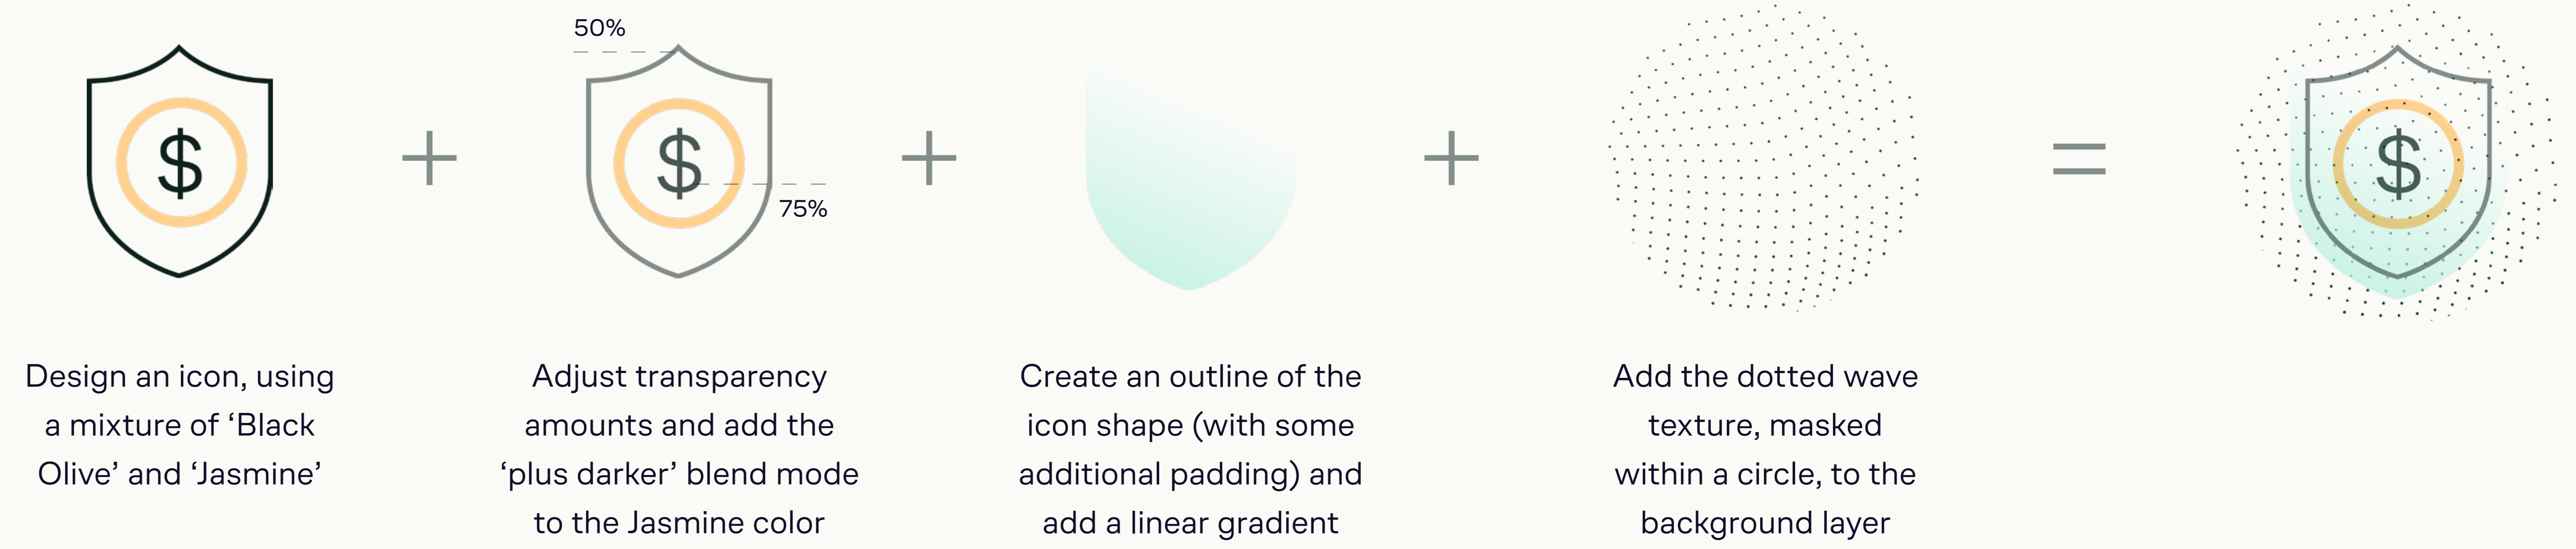 50%
$
$
75%
$
Design an icon, using
a mixture of ‘Black
Olive’ and ‘Jasmine’
Adjust transparency
amounts and add the
‘plus darker’ blend mode
to the Jasmine color
Create an outline of the
icon shape (with some
additional padding) and
add a linear gradient
Add the dotted wave
texture, masked
within a circle, to the
background layer